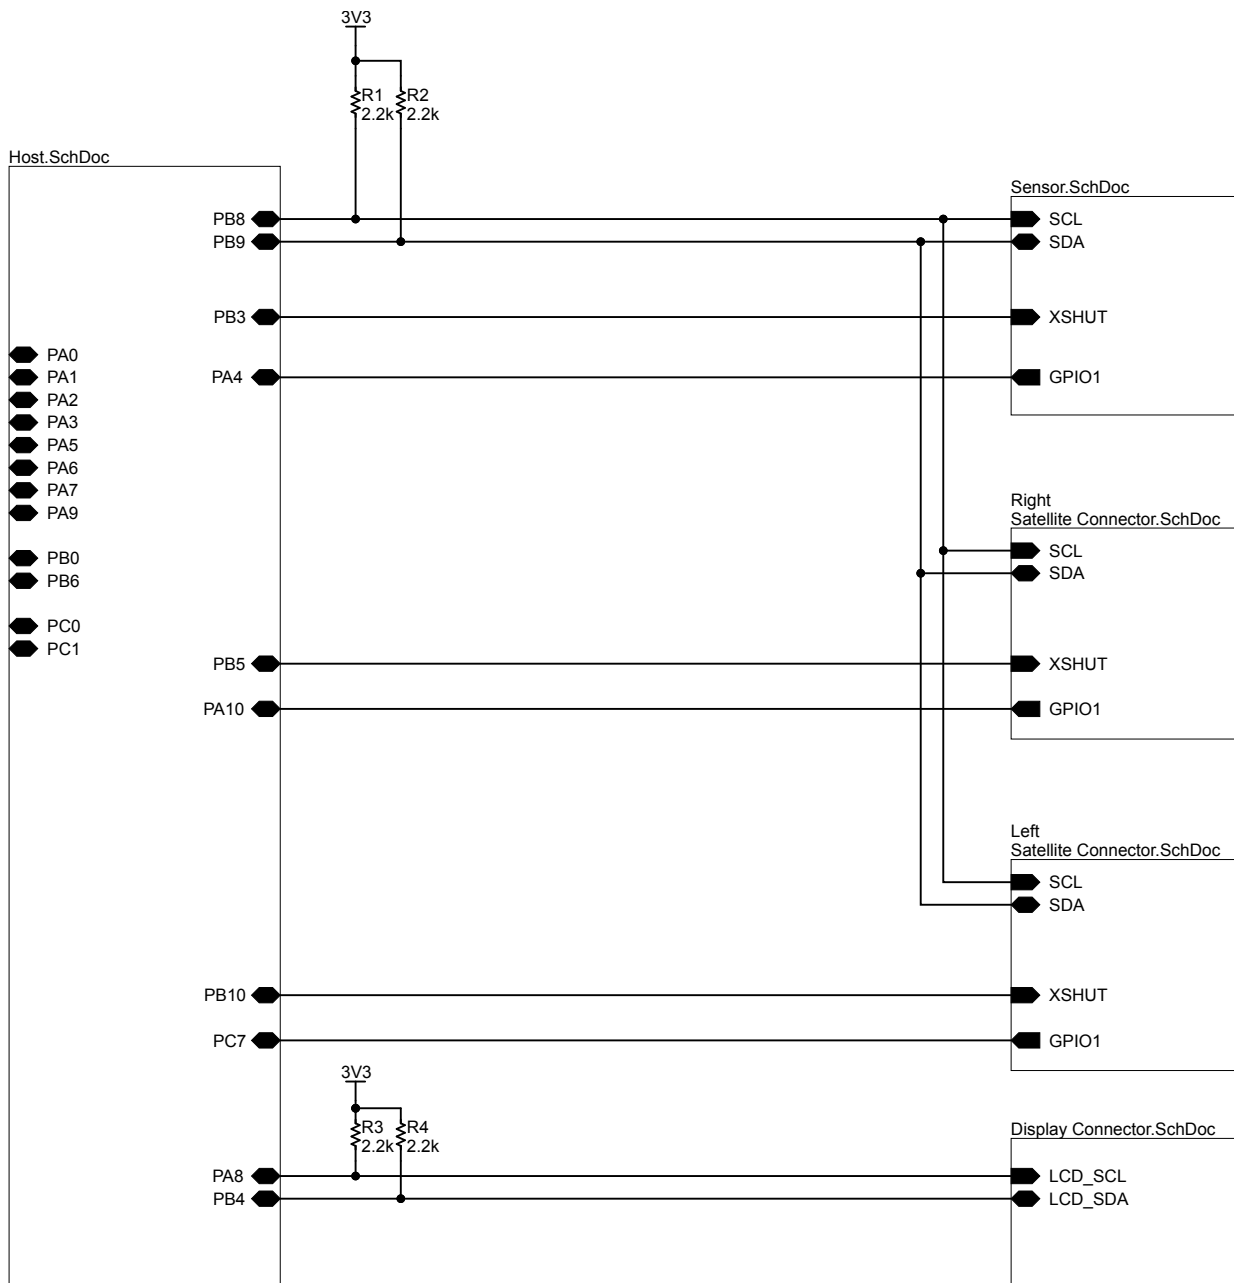 3V3
R1
2.2k
R2
2.2k
Host.SchDoc
PB8
PB9
PB3
PA4
PA0
PA1
PA2
PA3
PA5
PA6
PA7
PA9
PB0
PB6
PC0
PC1
PB5
PA10
PB10
PC7
PA8
PB4
Sensor.SchDoc
SCL
SDA
XSHUT
GPIO1
Right
Satellite Connector.SchDoc
SCL
SDA
XSHUT
GPIO1
Left
Satellite Connector.SchDoc
SCL
SDA
XSHUT
GPIO1
3V3
R3
2.2k
R4
2.2k
Display Connector.SchDoc
LCD_SCL
LCD_SDA